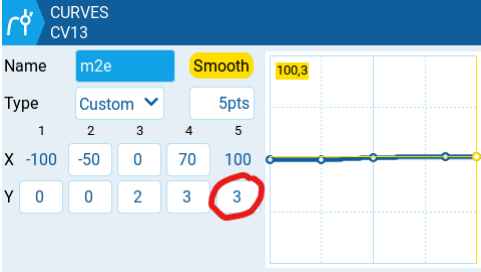 CURVES
CV13
Name m2e Smooth
100,3
Type Custom 5pts
1 2 3 4 5
X -100 -50 0 70 100
Y 0 0 2 3 3